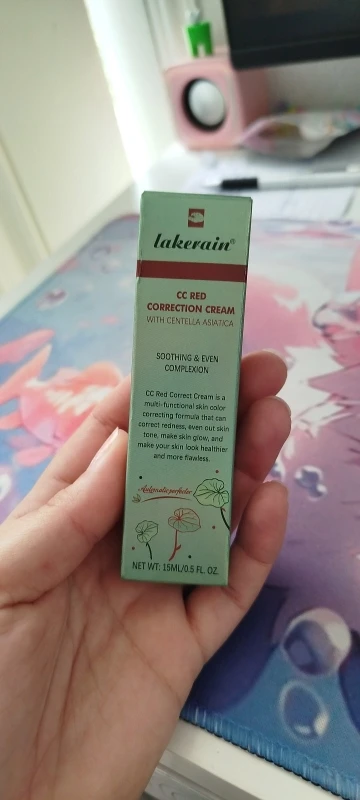 lakerain®
CC RED
CORRECTION CREAM
WITH CENTELLA ASIATICA
SOOTHING & EVEN
COMPLEXION
CC Red Correct Cream is a
multi-functional skin color
correcting formula that can
correct redness, even out skin
tone, make skin glow, and
make your skin look healthier
and more flawless.
Automatic perfector
NET WT: 15ML/0.5 FL. OZ.